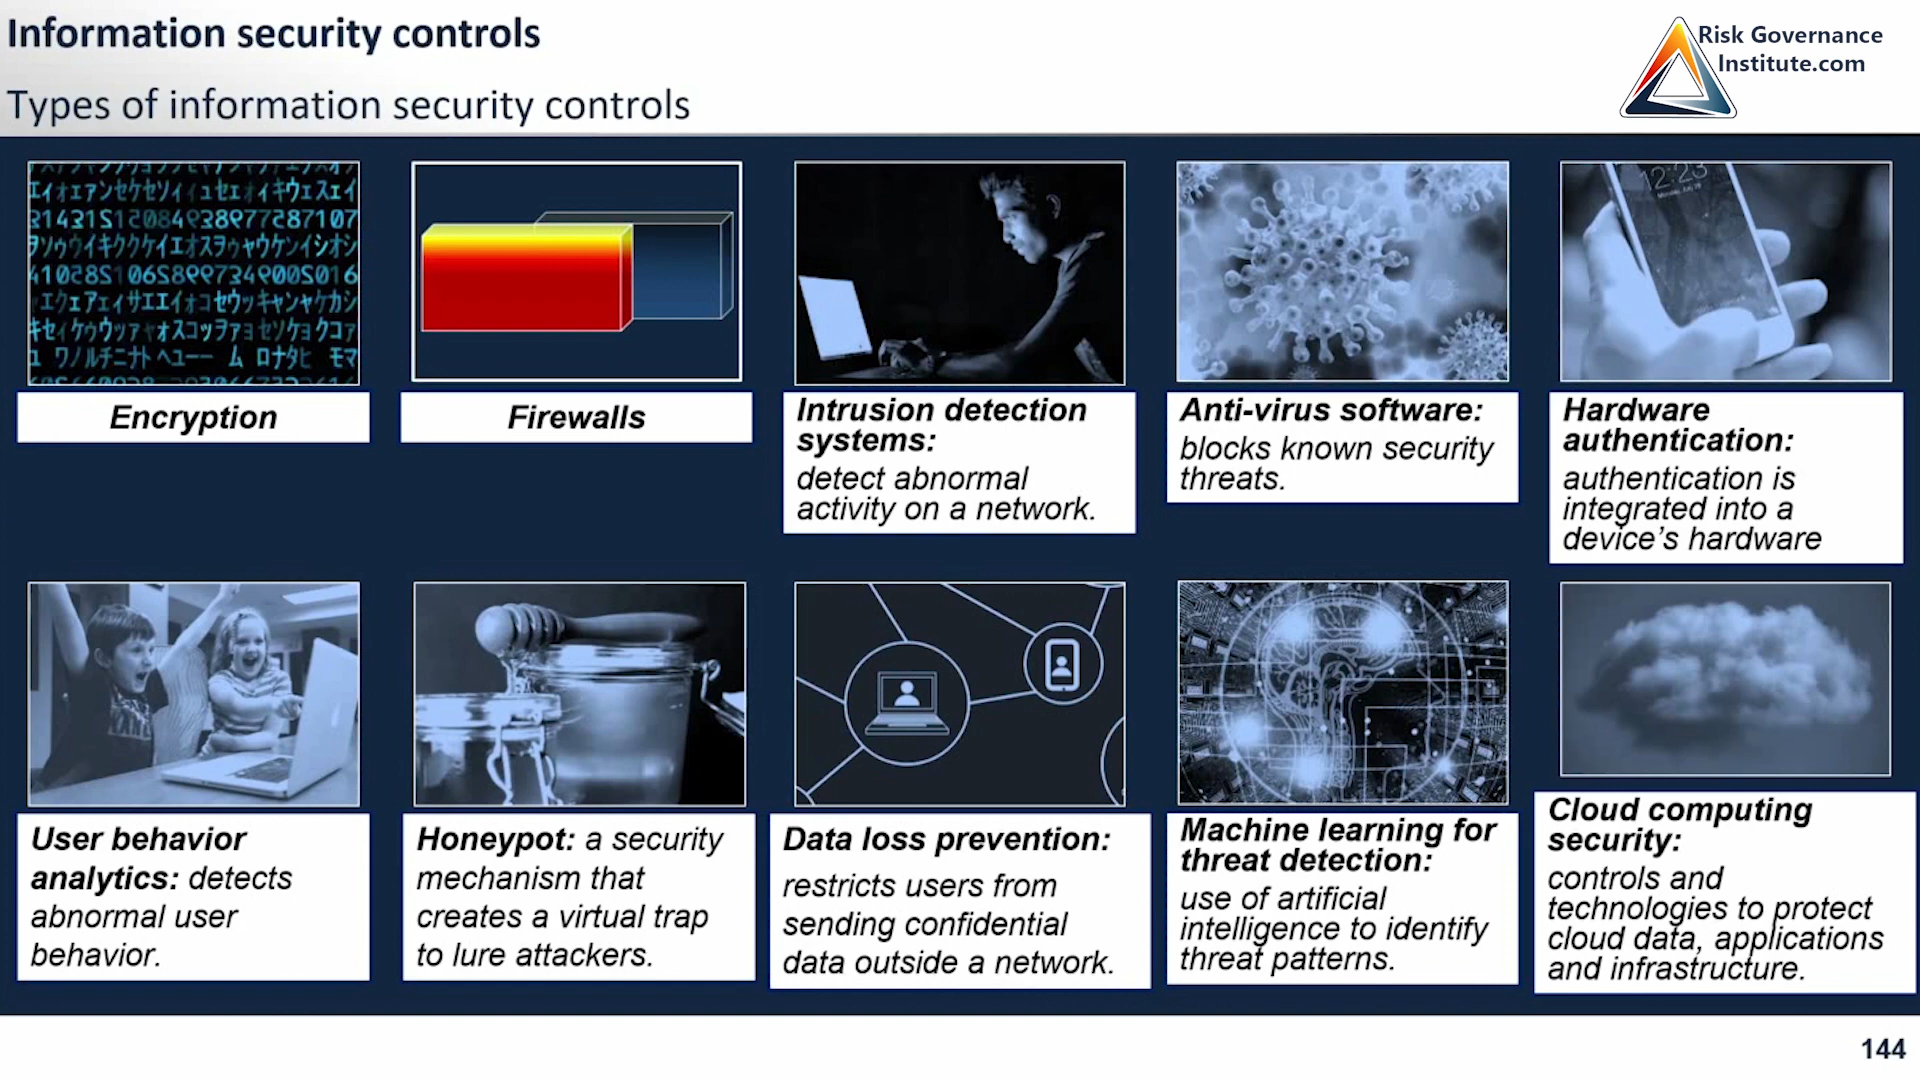 Information security controls
Types of information security controls
Risk Governance
Institute.com
12:23
Encryption
Firewalls
Intrusion detection
systems:
detect abnormal
activity on a network.
Anti-virus software:
blocks known security
threats.
Hardware
authentication:
authentication is
integrated into a
device's hardware
User behavior
analytics: detects
abnormal user
behavior.
Honeypot: a security
mechanism that
creates a virtual trap
to lure attackers.
Data loss prevention:
restricts users from
sending confidential
data outside a network.
Machine learning for
threat detection:
use of artificial
intelligence to identify
threat patterns.
Cloud computing
security:
controls and
technologies to protect
cloud data, applications
and infrastructure.
144